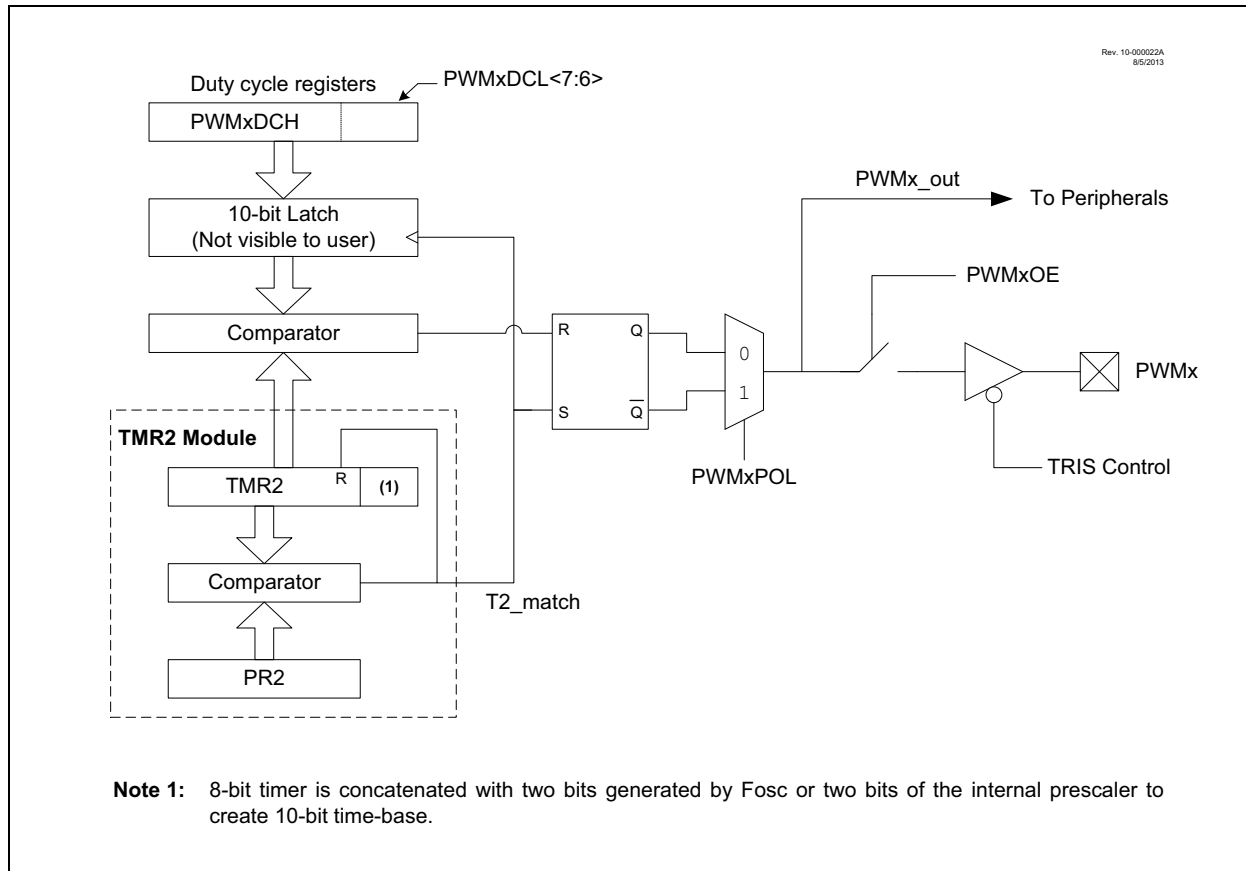 Rev. 10-000022A
8/5/2013
Duty cycle registers
PWMxDCL<7:6>
PWMxDCH
10-bit Latch
(Not visible to user)
Comparator
PWMx_out
To Peripherals
PWMxOE
R
Q
S
Q̅
0
1
PWMxPOL
PWMx
TRIS Control
TMR2 Module
R
TMR2
(1)
Comparator
T2_match
PR2
Note 1: 8-bit timer is concatenated with two bits generated by Fosc or two bits of the internal prescaler to
create 10-bit time-base.